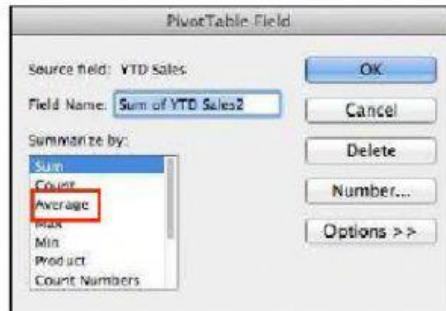 PivotTable Field
Source field: YTD Sales
OK
Field Name: Sum of YTD Sales2
Cancel
Summarize by:
Delete
Sum
Count
Number...
Average
Max
Options >>
Min
Product
Count Numbers